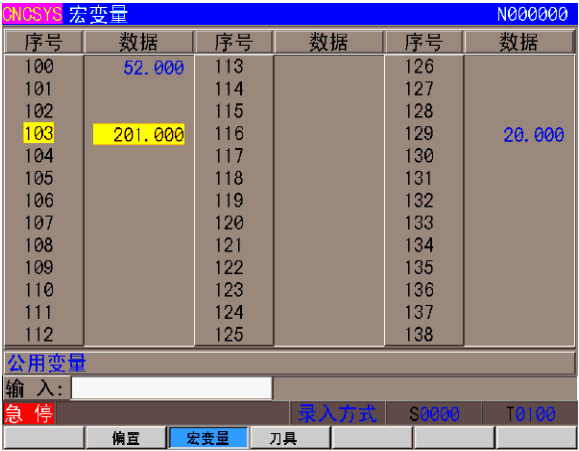 CNCSYS 宏变量 N000000
序号 数据 序号 数据 序号 数据
100 52.000 113 126
101 114 127
102 115 128
103 201.000 116 129 20.000
104 117 130
105 118 131
106 119 132
107 120 133
108 121 134
109 122 135
110 123 136
111 124 137
112 125 138
公用变量
输 入:
急 停 录入方式 S0000 T0100
偏置 宏变量 刀具